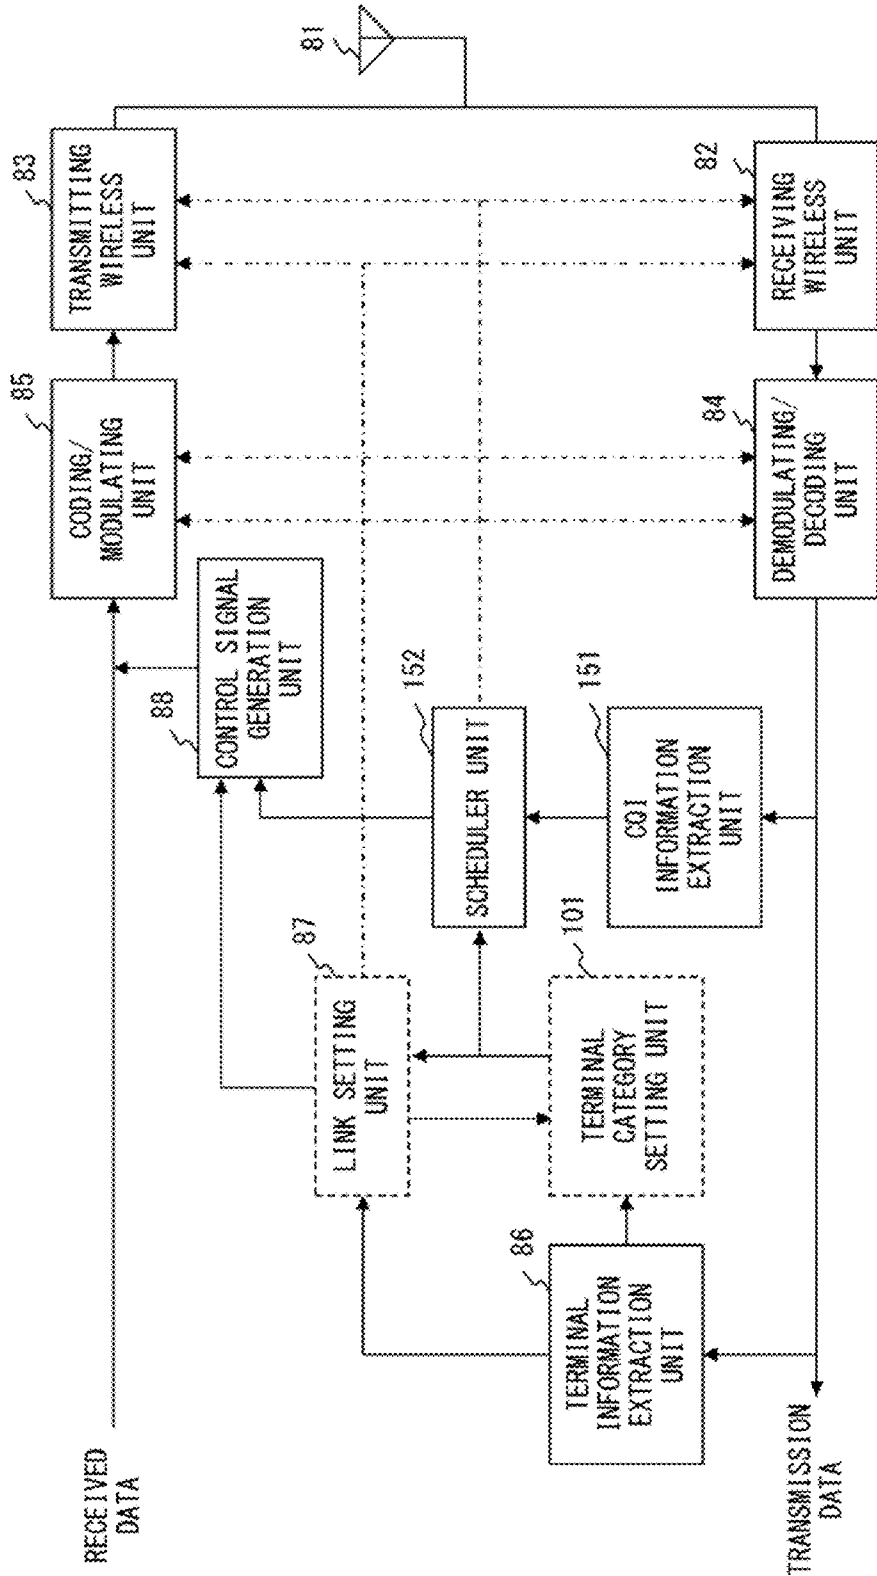 RECEIVED
DATA
85
CODING/
MODULATING
UNIT
83
TRANSMITTING
WIRELESS
UNIT
81
88
CONTROL SIGNAL
GENERATION
UNIT
87
LINK SETTING
UNIT
152
SCHEDULER UNIT
86
TERMINAL
INFORMATION
EXTRACTION
UNIT
101
TERMINAL
CATEGORY
SETTING UNIT
151
CQI
INFORMATION
EXTRACTION
UNIT
84
DEMODULATING/
DECODING
UNIT
82
RECEIVING
WIRELESS
UNIT
TRANSMISSION
DATA